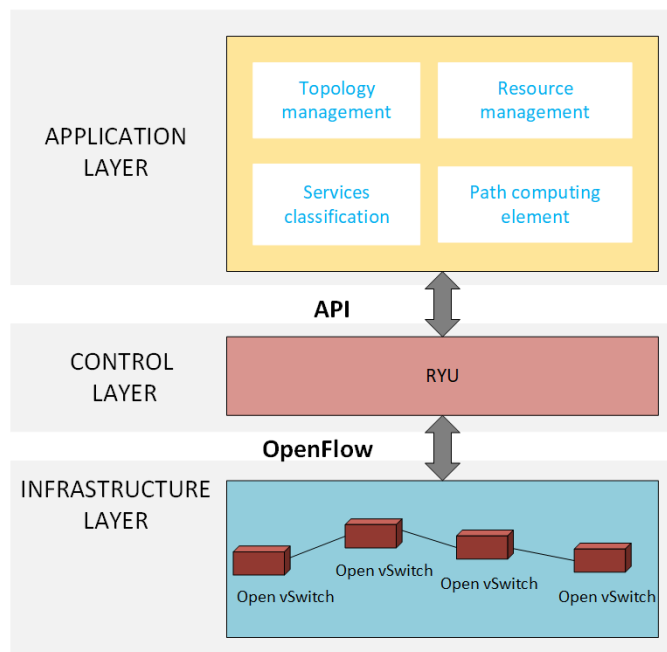 APPLICATION
LAYER
Topology
management
Resource
management
Services
classification
Path computing
element
API
CONTROL
LAYER
RYU
OpenFlow
INFRASTRUCTURE
LAYER
Open vSwitch
Open vSwitch
Open vSwitch
Open vSwitch